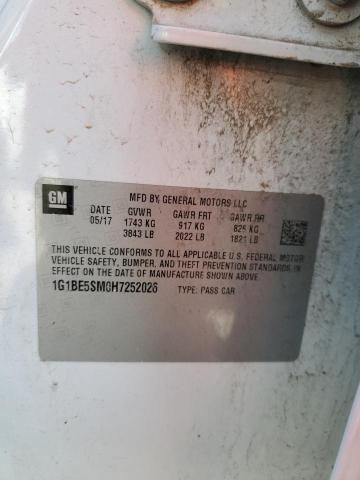 GM
MFD BY GENERAL MOTORS LLC
DATE GVWR GAWR FRT GAWR RR
05/17 1743 KG 917 KG 825 KG
3843 LB 2022 LB 1821 LB
THIS VEHICLE CONFORMS TO ALL APPLICABLE U.S. FEDERAL MOTOR
VEHICLE SAFETY, BUMPER, AND THEFT PREVENTION STANDARDS IN
EFFECT ON THE DATE OF MANUFACTURE SHOWN ABOVE.
1G1BE5SM0H7252026 TYPE: PASS CAR